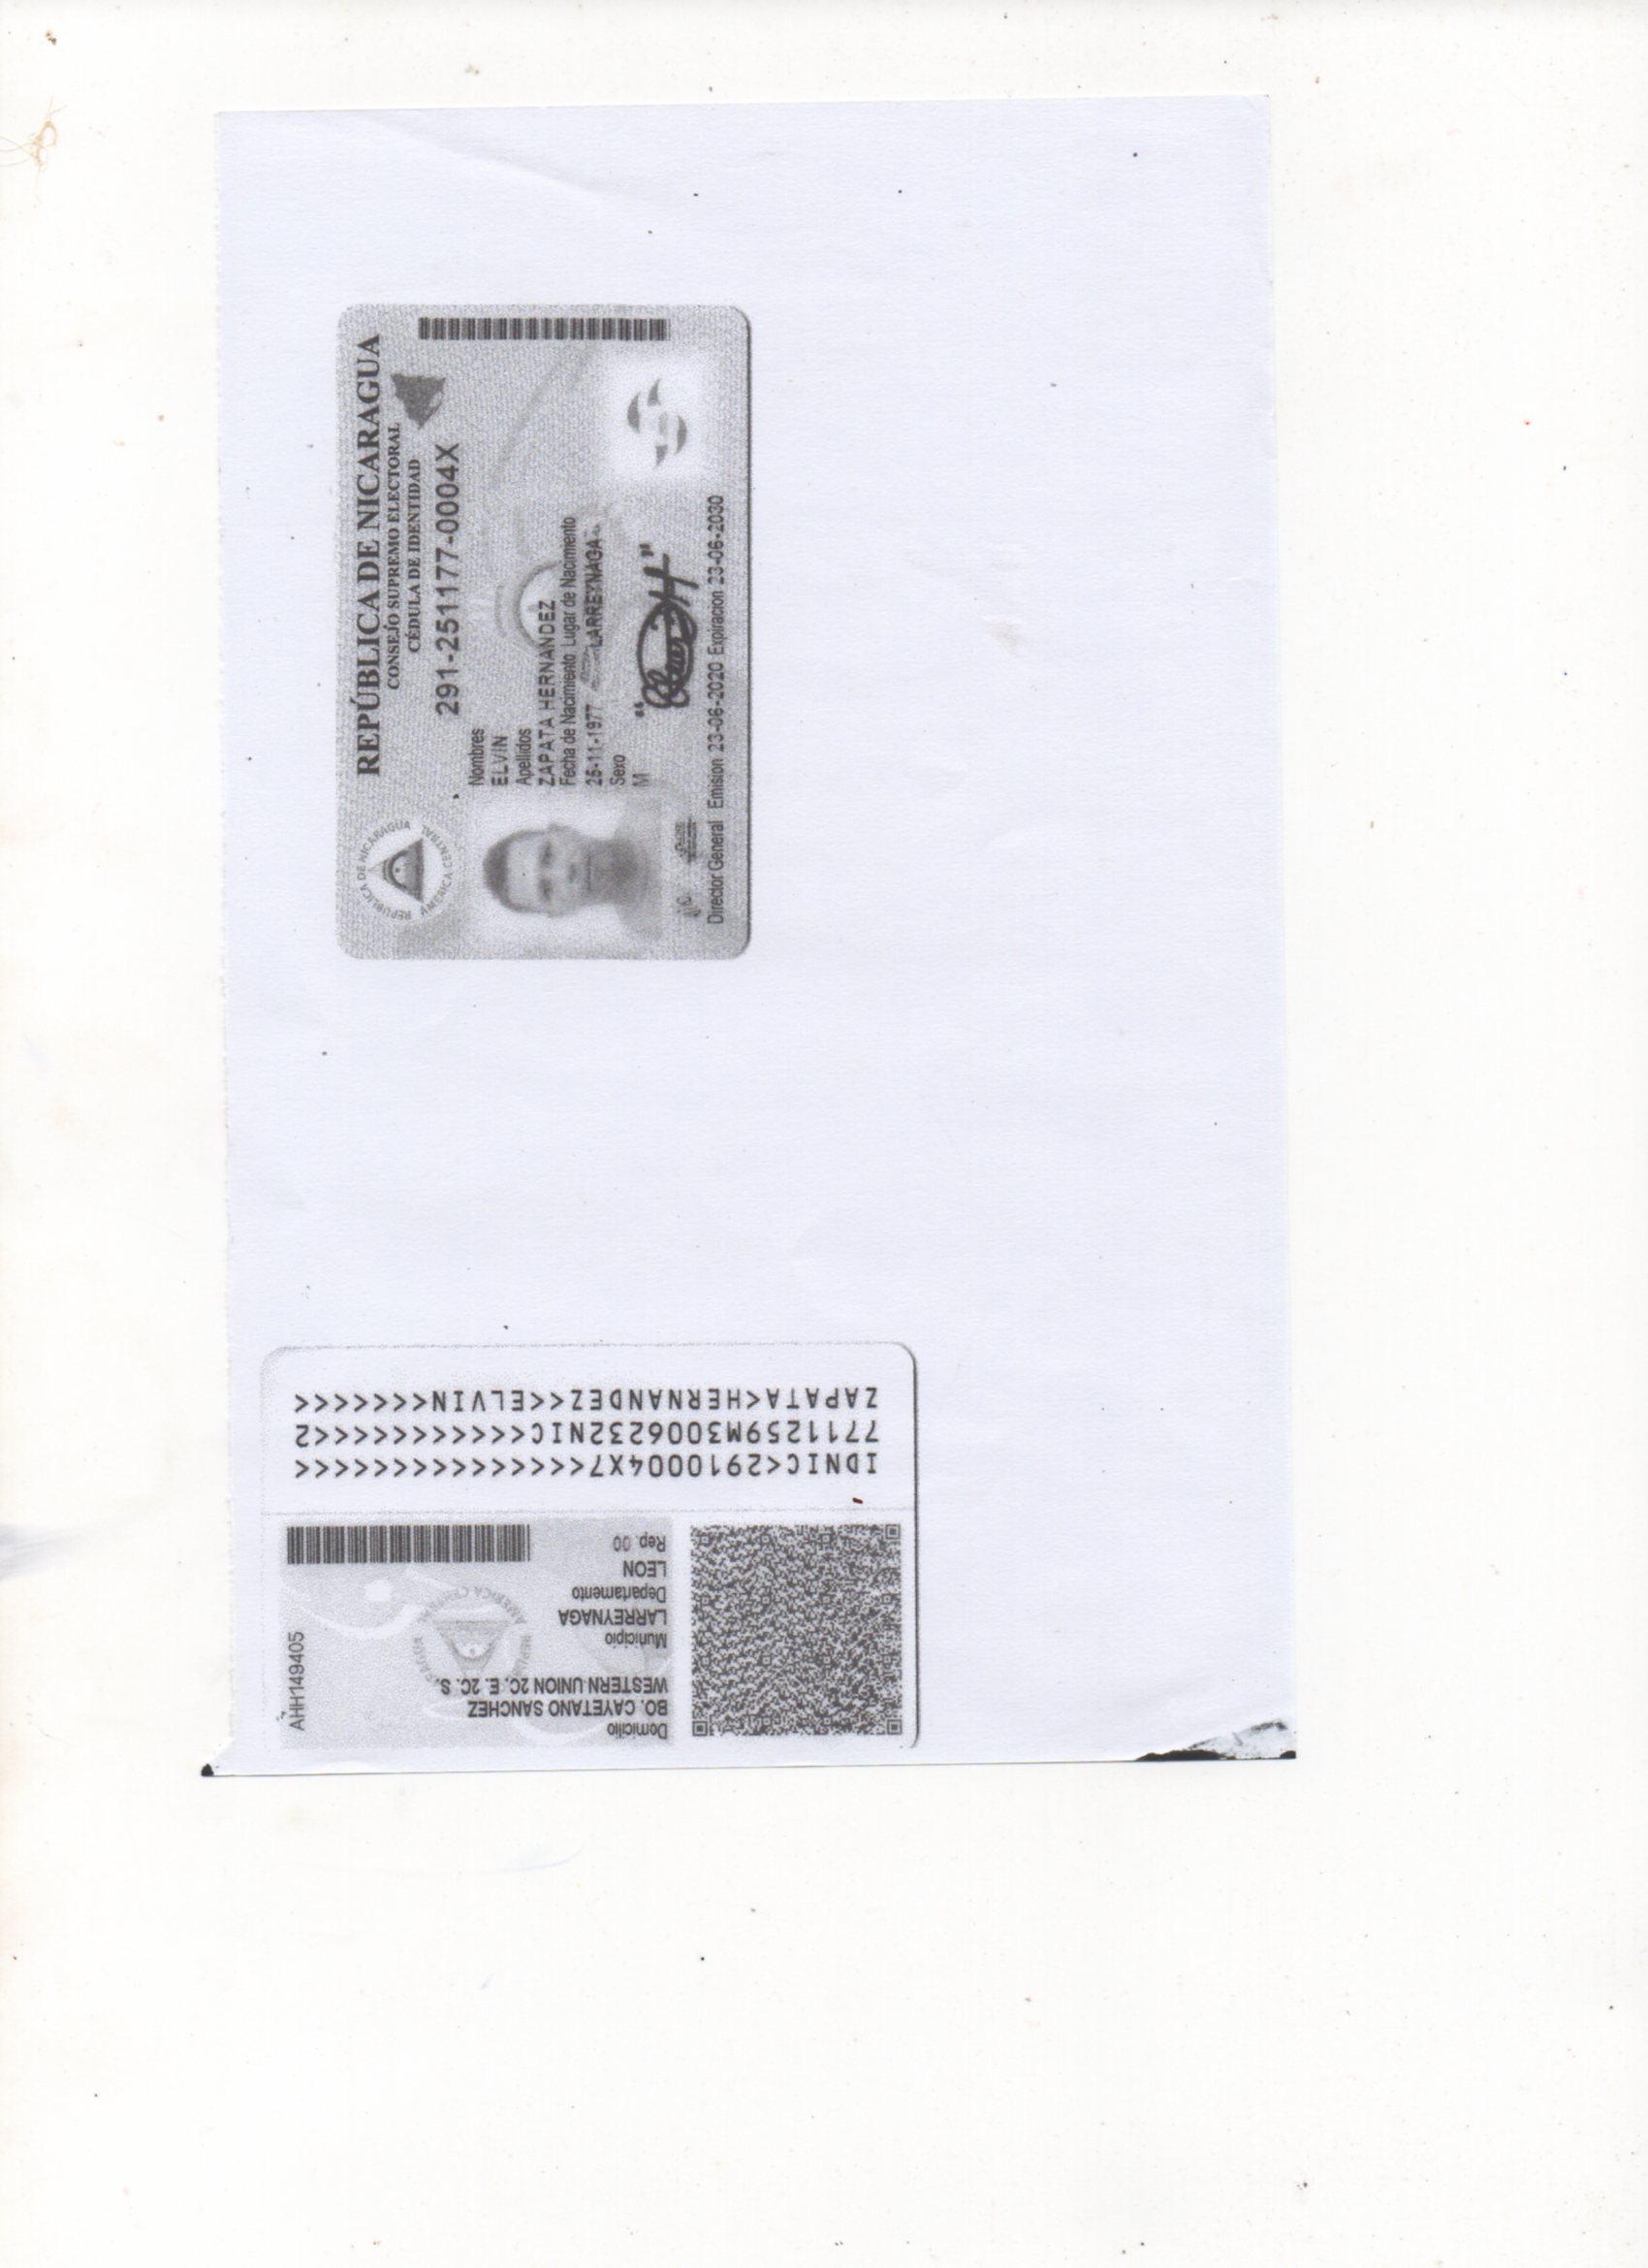 REPÚBLICA DE NICARAGUA
CONSEJO SUPREMO ELECTORAL
CÉDULA DE IDENTIDAD
291-251177-0004X
REPUBLICA DE NICARAGUA
AMERICA CENTRAL
Nombres
ELVIN
Apellidos
ZAPATA HERNANDEZ
Fecha de Nacimiento Lugar de Nacimiento
25-11-1977 LARREYNAGA
Sexo
M
Director General Emision 23-06-2020 Expiracion 23-06-2030
AHH149405
Domicilio
BO. CAYETANO SANCHEZ
WESTERN UNION 2C. E. 2C. S.
Municipio
LARREYNAGA
Departamento
LEON
Rep. 00
IDNIC<2910004X7<<<<<<<<<<<<<<<
7711259M3006232NIC<<<<<<<<<<<2
ZAPATA<HERNANDEZ<<ELVIN<<<<<<<